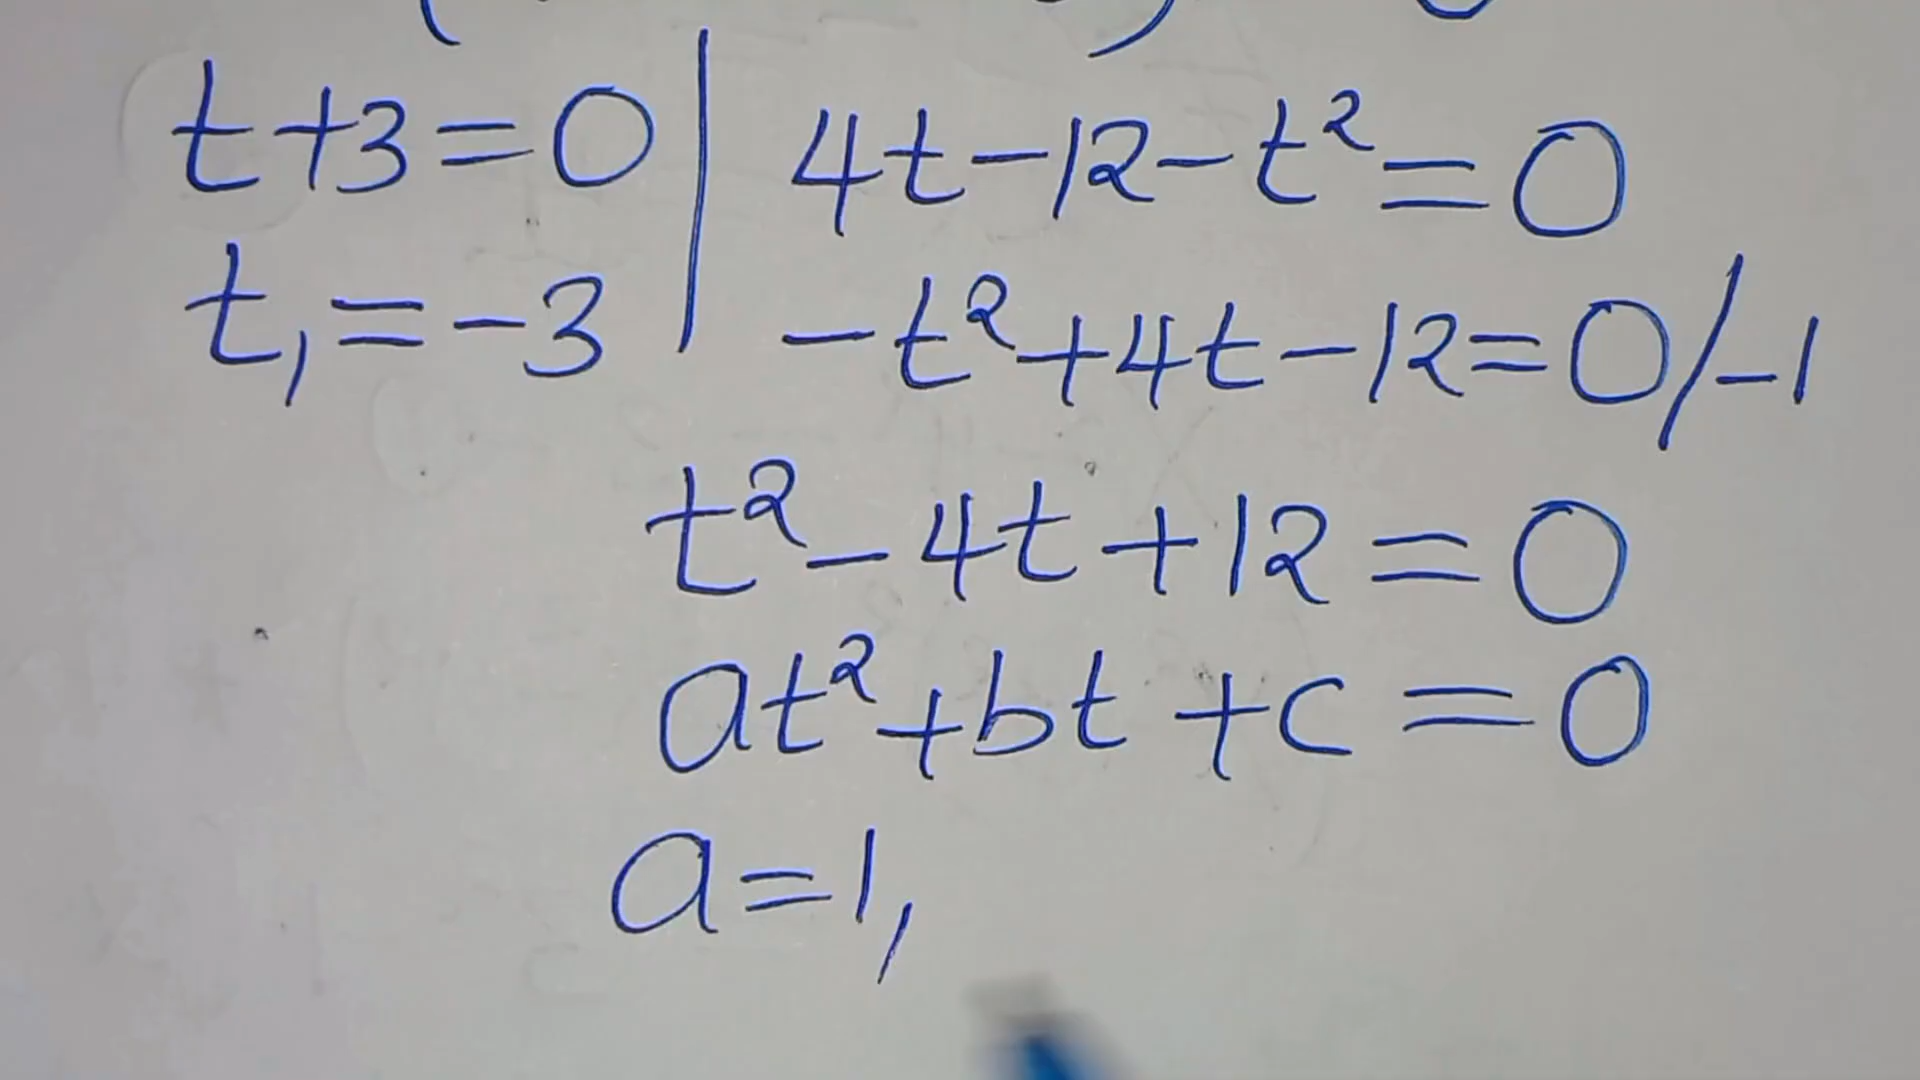 t+3=0 | 4t-12-t²=0
t₁=-3 | -t²+4t-12=0/-1
t²-4t+12=0
at²+bt+c=0
a=1,